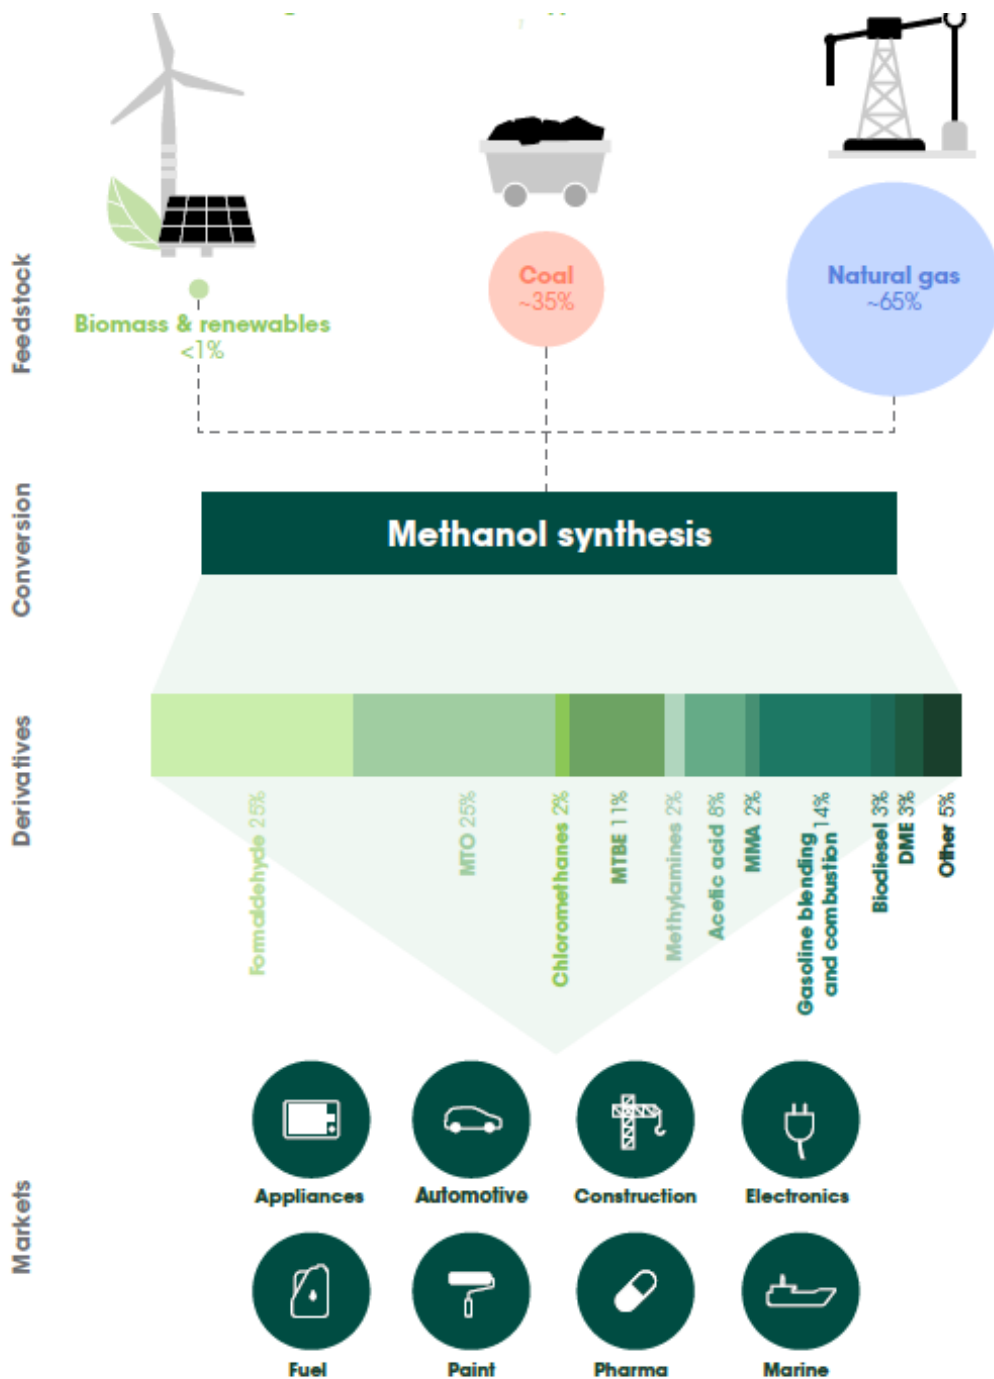 Feedstock
Biomass & renewables
<1%
Coal
~35%
Natural gas
~65%
Conversion
Methanol synthesis
Derivatives
Formaldehyde 25%
MTO 25%
Chloromethanes 2%
MTBE 11%
Methylamines 2%
Acetic acid 8%
MMA 2%
Gasoline blending
and combustion 14%
Biodiesel 3%
DME 3%
Other 5%
Markets
Appliances
Automotive
Construction
Electronics
Fuel
Paint
Pharma
Marine